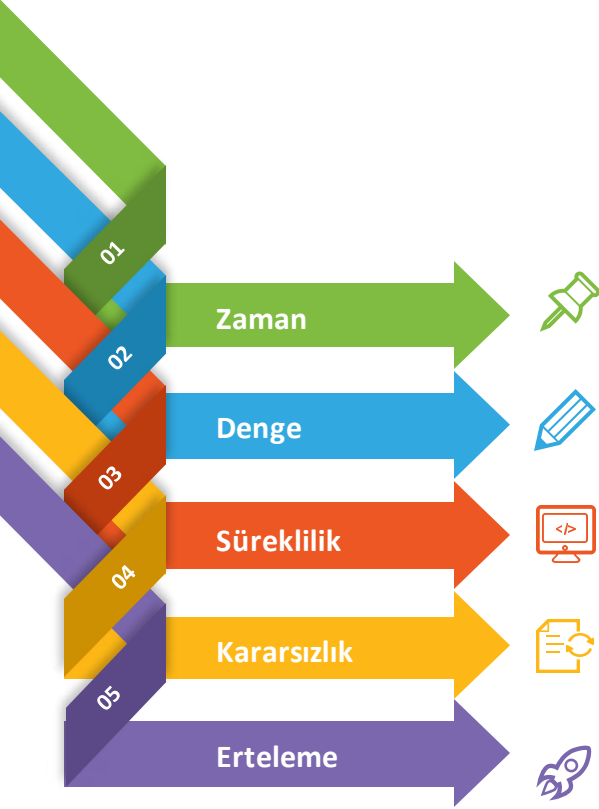 01
Zaman
02
Denge
03
</>
Süreklilik
04
Kararsızlık
05
Erteleme